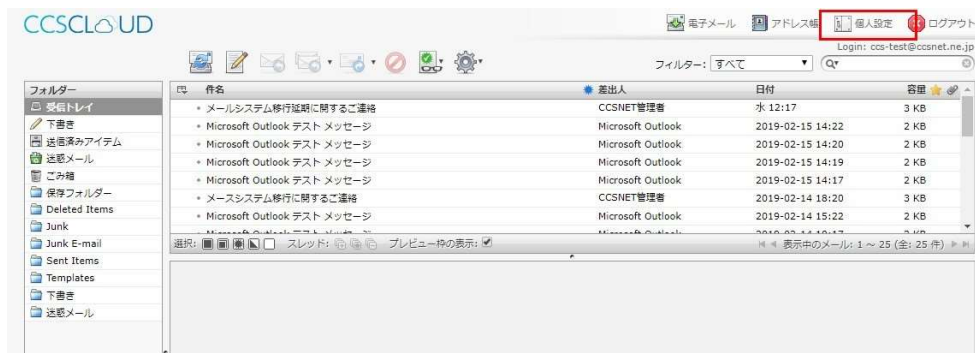 CCSCLOUD
電子メール アドレス帳 個人設定 ログアウト
Login: ccs-test@ccsnet.ne.jp
フィルター: すべて
フォルダー
受信トレイ
下書き
送信済みアイテム
迷惑メール
ごみ箱
保存フォルダー
Deleted Items
Junk
Junk E-mail
Sent Items
Templates
下書き
迷惑メール
件名 差出人 日付 容量
メールシステム移行延期に関するご連絡 CCSNET管理者 水 12:17 3 KB
Microsoft Outlook テスト メッセージ Microsoft Outlook 2019-02-15 14:22 2 KB
Microsoft Outlook テスト メッセージ Microsoft Outlook 2019-02-15 14:20 2 KB
Microsoft Outlook テスト メッセージ Microsoft Outlook 2019-02-15 14:19 2 KB
Microsoft Outlook テスト メッセージ Microsoft Outlook 2019-02-15 14:17 2 KB
メースシステム移行に関するご連絡 CCSNET管理者 2019-02-14 18:20 3 KB
Microsoft Outlook テスト メッセージ Microsoft Outlook 2019-02-14 15:22 2 KB
選択: スレッド: プレビュー枠の表示: 表示中のメール: 1 ～ 25 (全: 25 件)